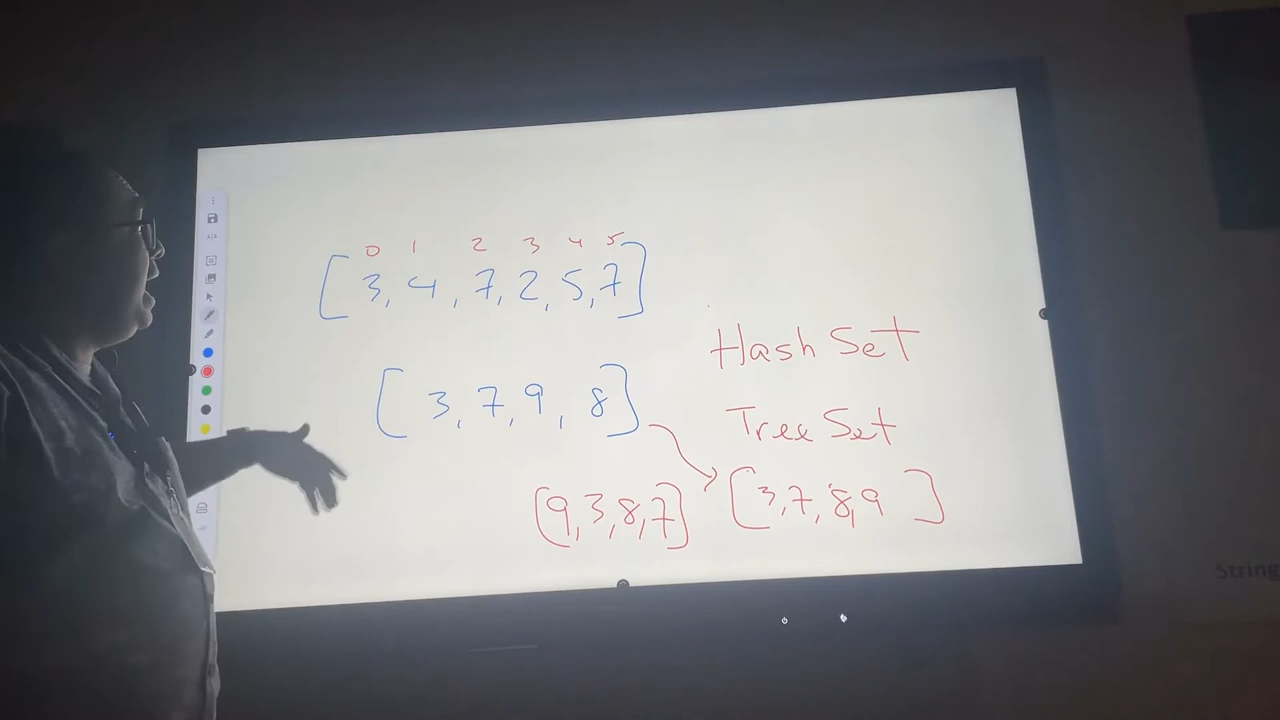 0 1 2 3 4 5
[3, 4, 7, 2, 5, 7]
Hash Set
[3, 7, 9, 8]
Tree Set
[9,3,8,7] [3,7,8,9 ]
String